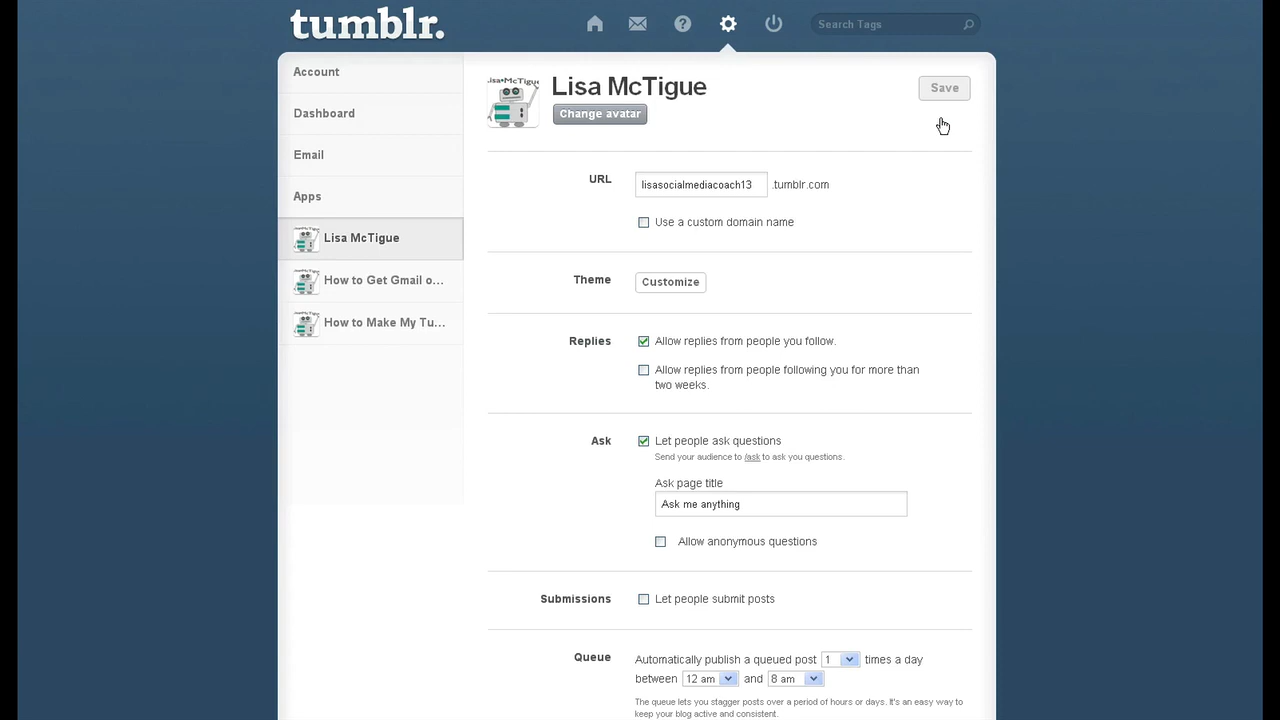 tumblr.
Search Tags
Account
Dashboard
Email
Apps
Lisa McTigue
How to Get Gmail o...
How to Make My Tu...
Lisa McTigue
Save
Change avatar
URL
lisasocialmediacoach13
.tumblr.com
Use a custom domain name
Theme
Customize
Replies
Allow replies from people you follow.
Allow replies from people following you for more than
two weeks.
Ask
Let people ask questions
Send your audience to /ask to ask you questions.
Ask page title
Ask me anything
Allow anonymous questions
Submissions
Let people submit posts
Queue
Automatically publish a queued post 1 times a day
between 12 am and 8 am
The queue lets you stagger posts over a period of hours or days. It's an easy way to
keep your blog active and consistent.